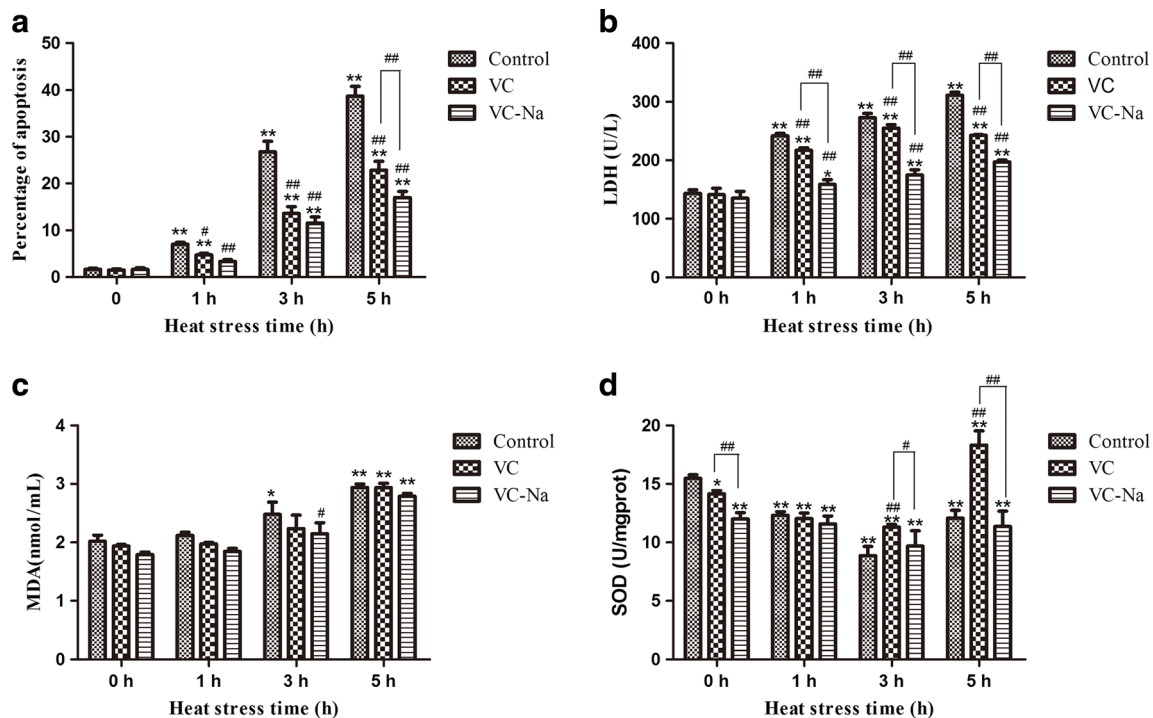 a
50
40
30
20
10
0
Percentage of apoptosis
** 
** # **
##
** ## ** ## **
** ## ** ## ** ##
0 1 h 3 h 5 h
Heat stress time (h)
Control
VC
VC-Na
b
400
300
200
100
0
LDH (U/L)
** ## ** ## * ##
** ## ** ## ** ##
** ## ** ## ** ##
0 h 1 h 3 h 5 h
Heat stress time (h)
Control
VC
VC-Na
c
4
3
2
1
0
MDA(nmol/mL)
* #
** ** **
0 h 1 h 3 h 5 h
Heat stress time (h)
Control
VC
VC-Na
d
20
15
10
5
0
SOD (U/mgprot)
* ** ##
** ** **
** ## ** ** #
** ## ** ** ##
0 h 1 h 3 h 5 h
Heat stress time (h)
Control
VC
VC-Na